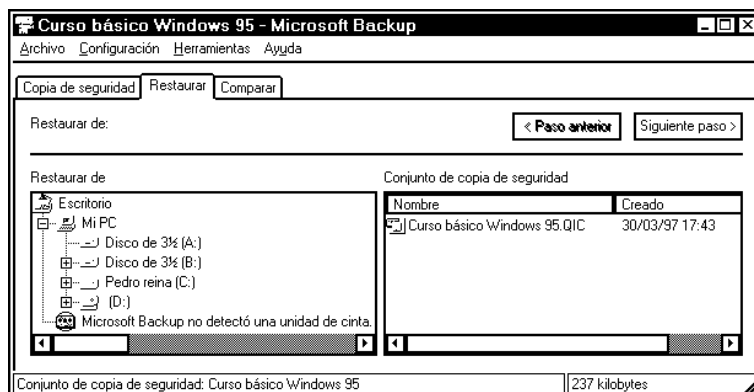 Curso básico Windows 95 - Microsoft Backup
Archivo Configuración Herramientas Ayuda
Copia de seguridad Restaurar Comparar
Restaurar de:
< Paso anterior Siguiente paso >
Restaurar de
Conjunto de copia de seguridad
Escritorio
Mi PC
Disco de 3½ (A:)
Disco de 3½ (B:)
Pedro reina (C:)
(D:)
Microsoft Backup no detectó una unidad de cinta.
Nombre Creado
Curso básico Windows 95.QIC 30/03/97 17:43
Conjunto de copia de seguridad: Curso básico Windows 95 237 kilobytes